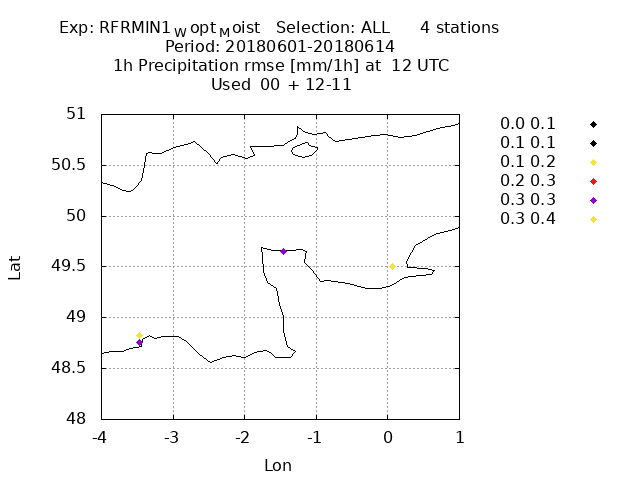 Exp: RFRMIN1WoptMoist Selection: ALL 4 stations
Period: 20180601-20180614
1h Precipitation rmse [mm/1h] at 12 UTC
Used 00 + 12-11
0.0 0.1
0.1 0.1
0.1 0.2
0.2 0.3
0.3 0.3
0.3 0.4
51
50.5
50
49.5
49
48.5
48
Lat
-4 -3 -2 -1 0 1
Lon